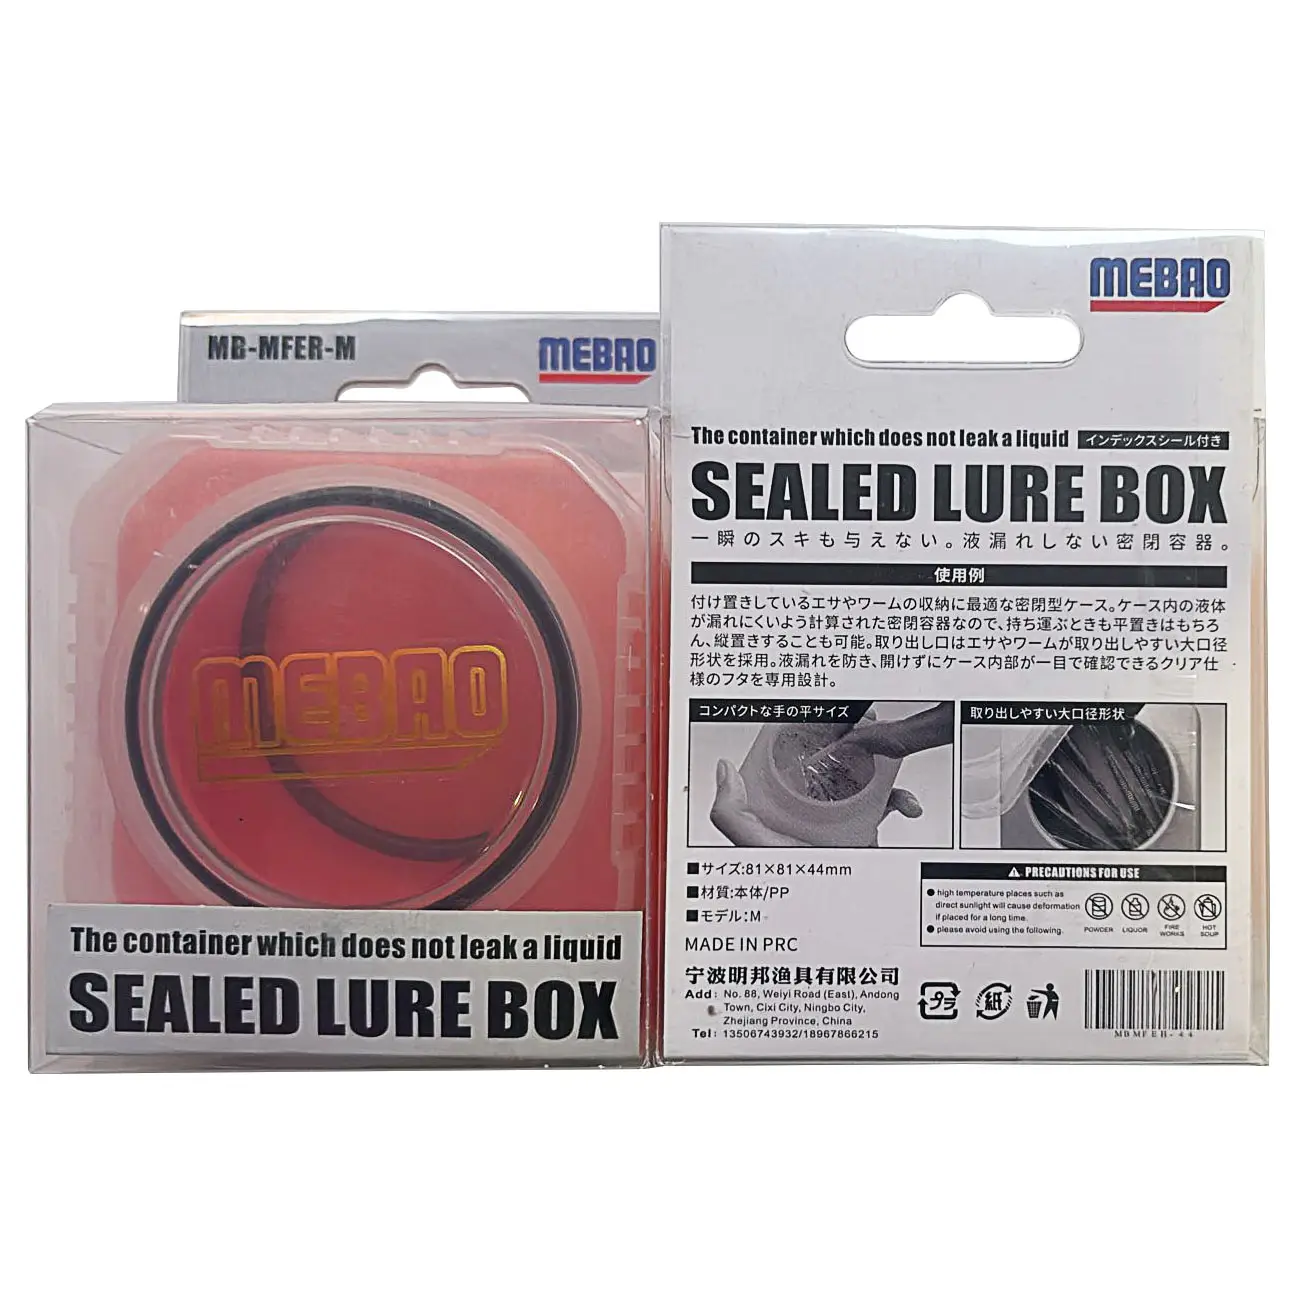 MB-MFER-M
MEBAO
MEBAO
The container which does not leak a liquid
SEALED LURE BOX
MEBAO
The container which does not leak a liquid インデックスシール付き
SEALED LURE BOX
一瞬のスキも与えない。液漏れしない密閉容器。
使用例
付け置きしているエサやワームの収納に最適な密閉型ケース。ケース内の液体
が漏れにくいよう計算された密閉容器なので、持ち運ぶときも平置きはもちろ
ん、縦置きすることも可能。取り出し口はエサやワームが取り出しやすい大口径
形状を採用。液漏れを防き、開けずにケース内部が一目で確認できるクリア仕
様のフタを専用設計。
コンパクトな手の平サイズ
取り出しやすい大口径形状
■サイズ:81×81×44mm
■材質:本体/PP
■モデル:M
MADE IN PRC
PRECAUTIONS FOR USE
● high temperature places such as
direct sunlight will cause deformation
if placed for a long time.
● please avoid using the following.
POWDER LIQUOR FIRE WORKS HOT SOUP
宁波明邦渔具有限公司
Add: No. 88, Weiyi Road (East), Andong
Town, Cixi City, Ningbo City,
Zhejiang Province, China
Tel: 13506743932/18967866215
プラ
紙